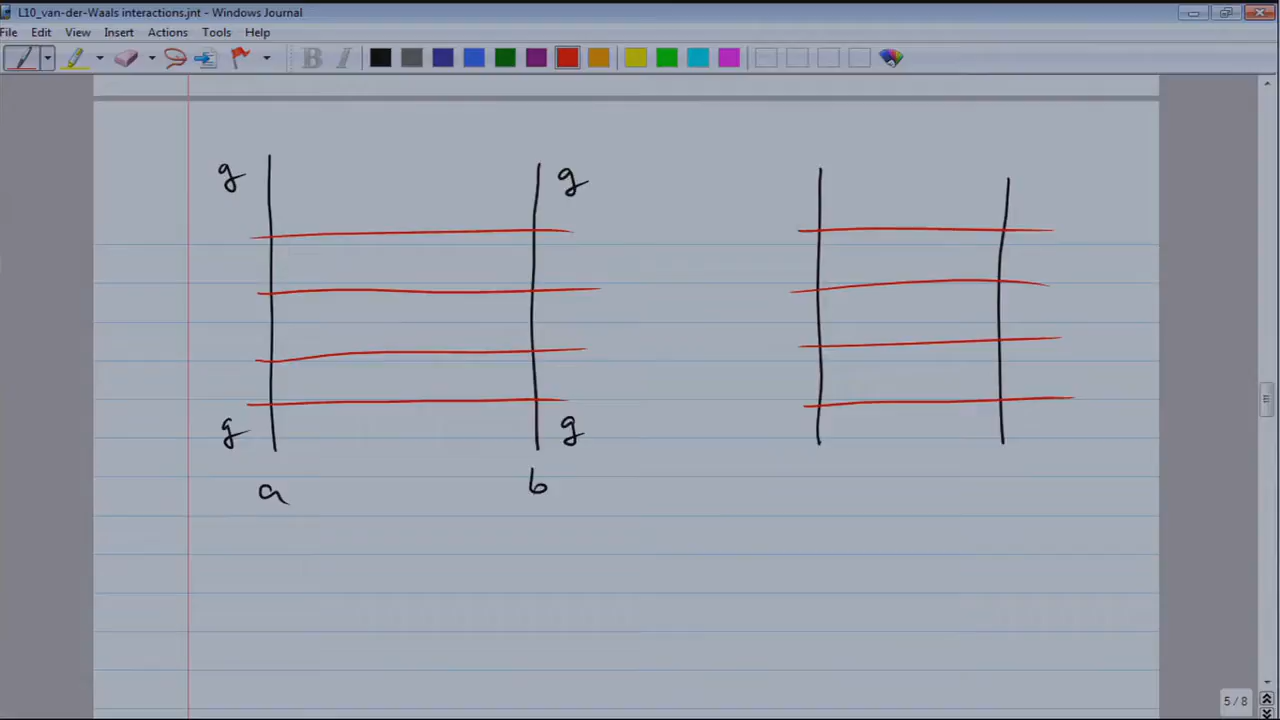 L10_van-der-Waals interactions.jnt - Windows Journal
File Edit View Insert Actions Tools Help
B I
g g
g g
a b
5 / 8